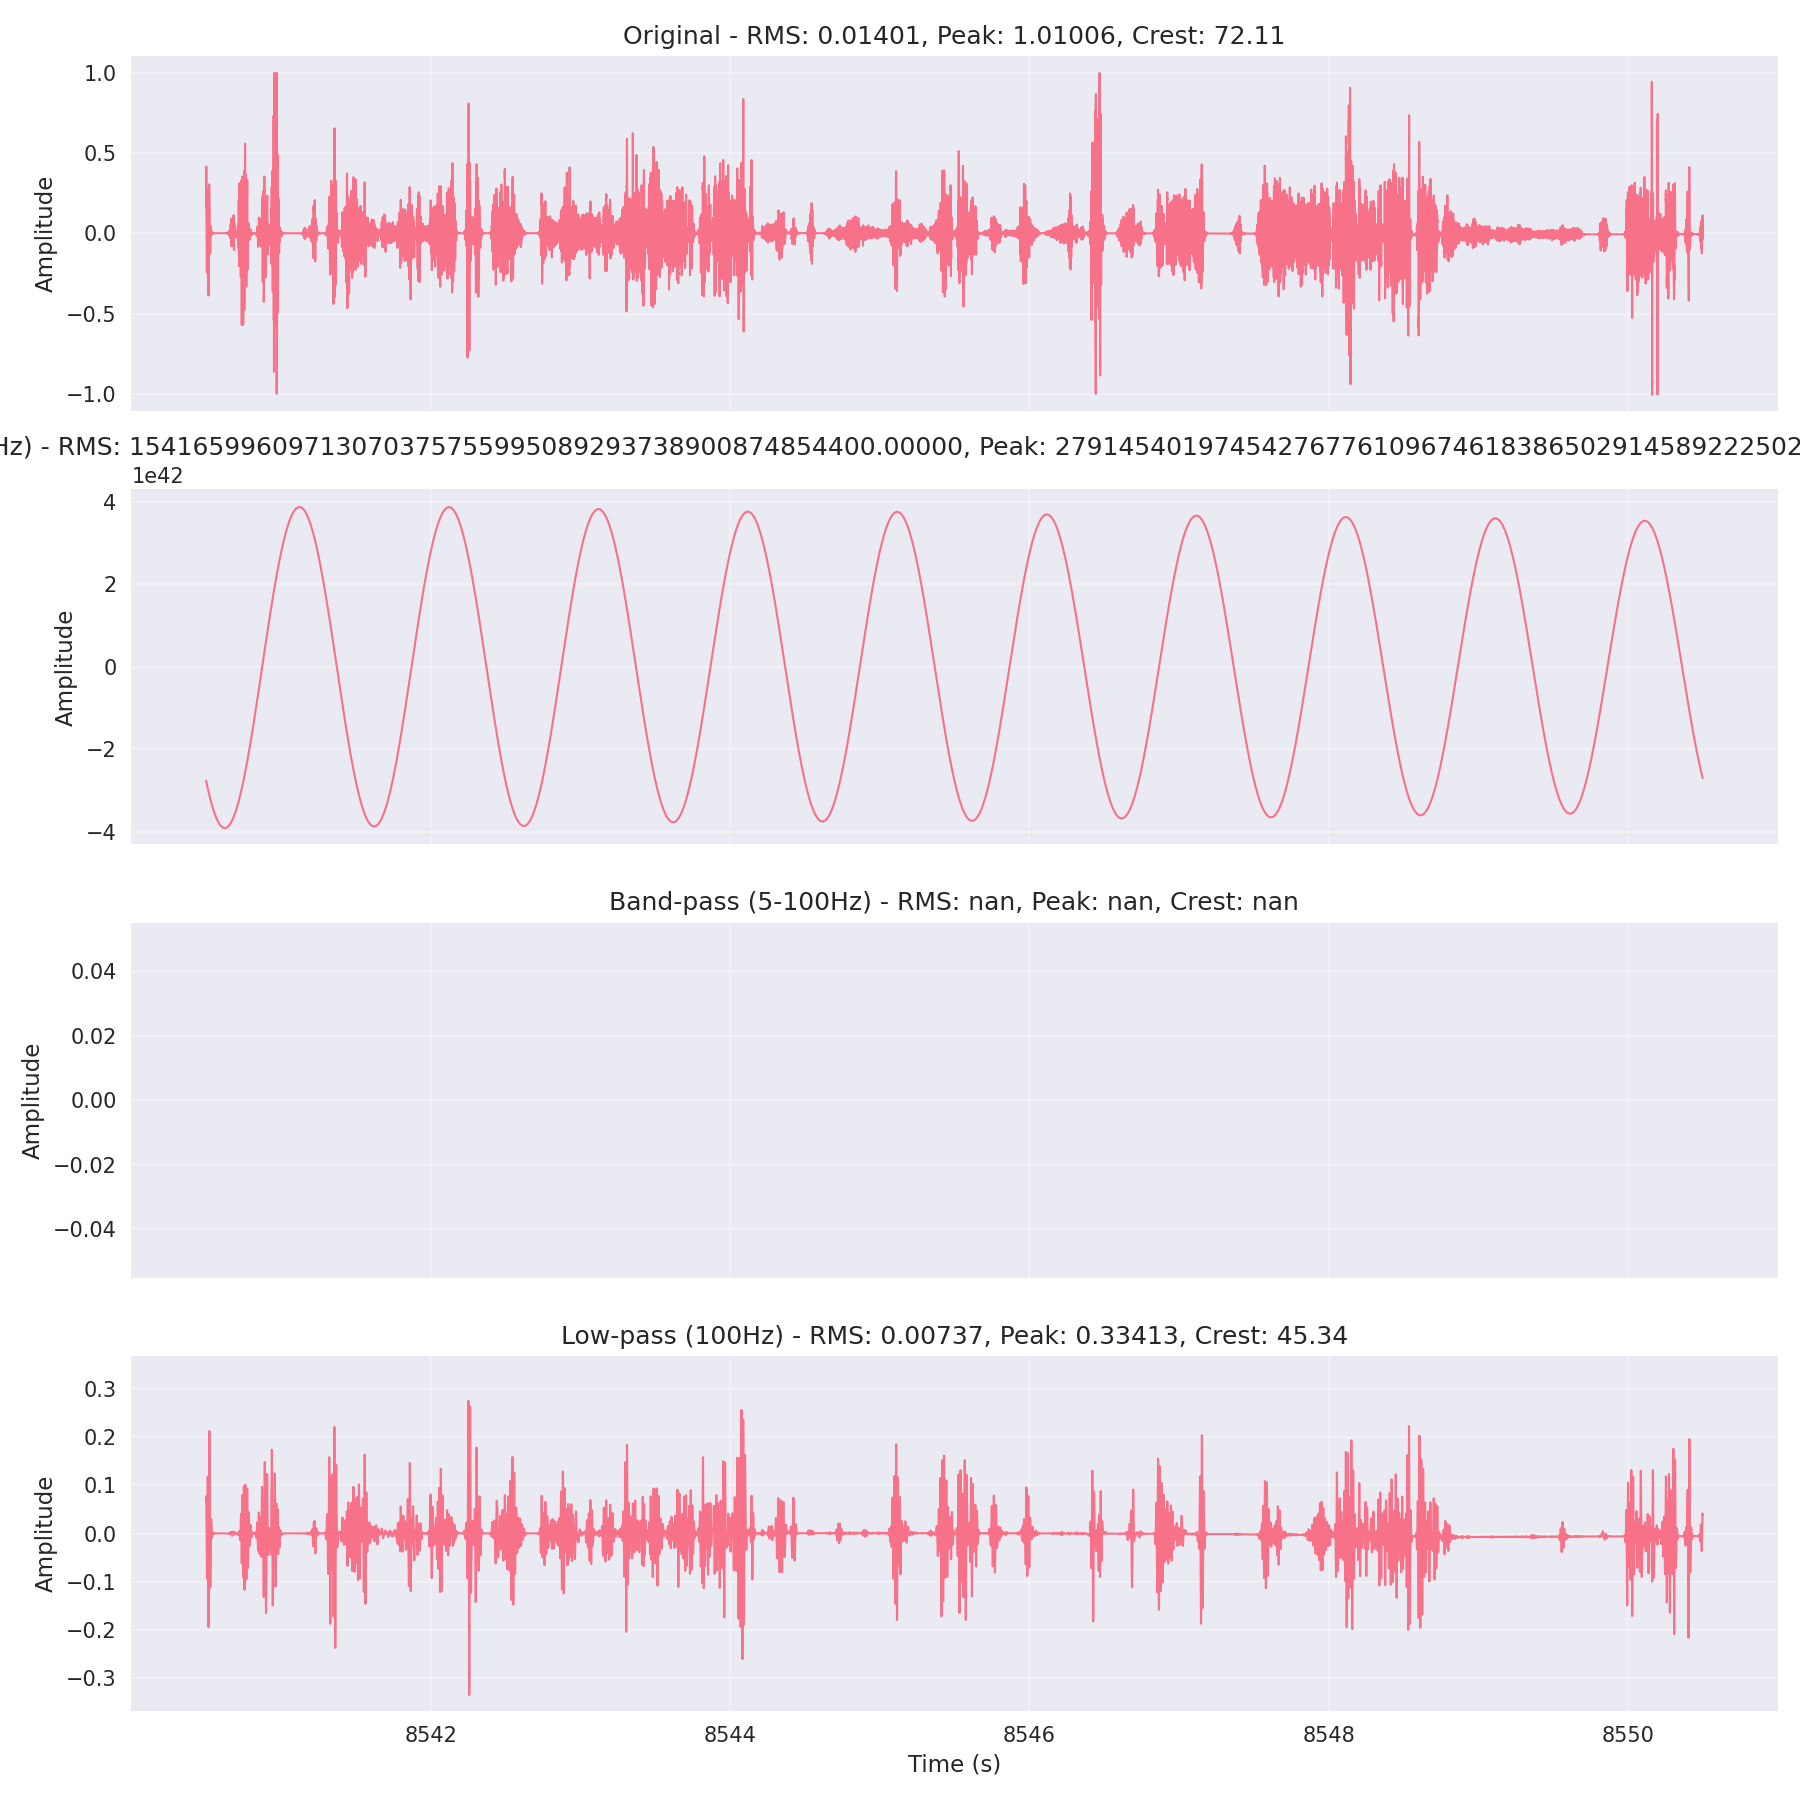 Original - RMS: 0.01401, Peak: 1.01006, Crest: 72.11
1.0
0.5
0.0
−0.5
−1.0
Amplitude
Hz) - RMS: 154165996097130703757559950892937389008748544​00.00000, Peak: 2791454019745427677610967461838650291458922​2502
1e42
4
2
0
−2
−4
Amplitude
Band-pass (5-100Hz) - RMS: nan, Peak: nan, Crest: nan
0.04
0.02
0.00
−0.02
−0.04
Amplitude
Low-pass (100Hz) - RMS: 0.00737, Peak: 0.33413, Crest: 45.34
0.3
0.2
0.1
0.0
−0.1
−0.2
−0.3
Amplitude
8542 8544 8546 8548 8550
Time (s)